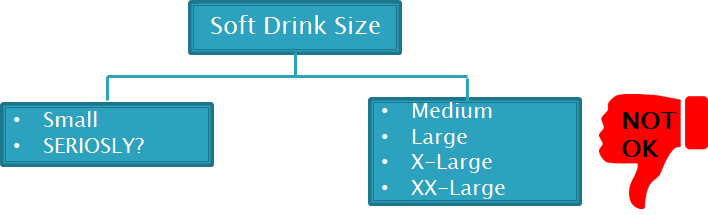 Soft Drink Size
• Small
• SERIOSLY?
• Medium
• Large
• X-Large
• XX-Large
NOT
OK